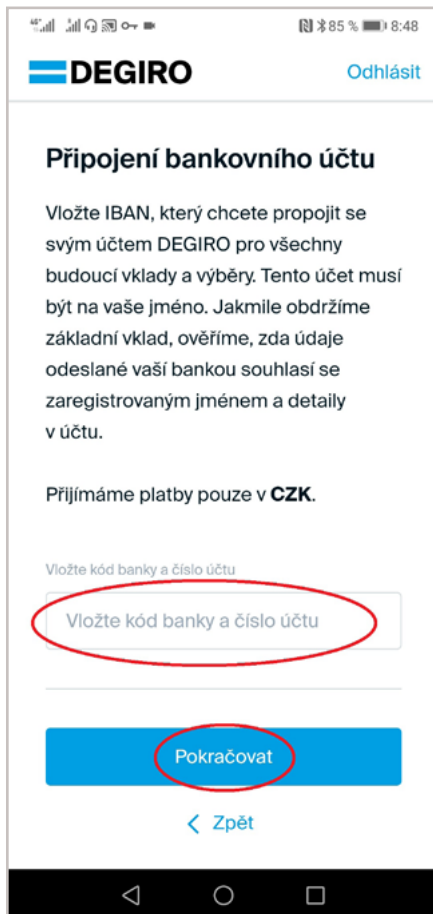 85 % 8:48
DEGIRO Odhlásit
Připojení bankovního účtu
Vložte IBAN, který chcete propojit se
svým účtem DEGIRO pro všechny
budoucí vklady a výběry. Tento účet musí
být na vaše jméno. Jakmile obdržíme
základní vklad, ověříme, zda údaje
odeslané vaší bankou souhlasí se
zaregistrovaným jménem a detaily
v účtu.
Přijímáme platby pouze v CZK.
Vložte kód banky a číslo účtu
Vložte kód banky a číslo účtu
Pokračovat
Zpět